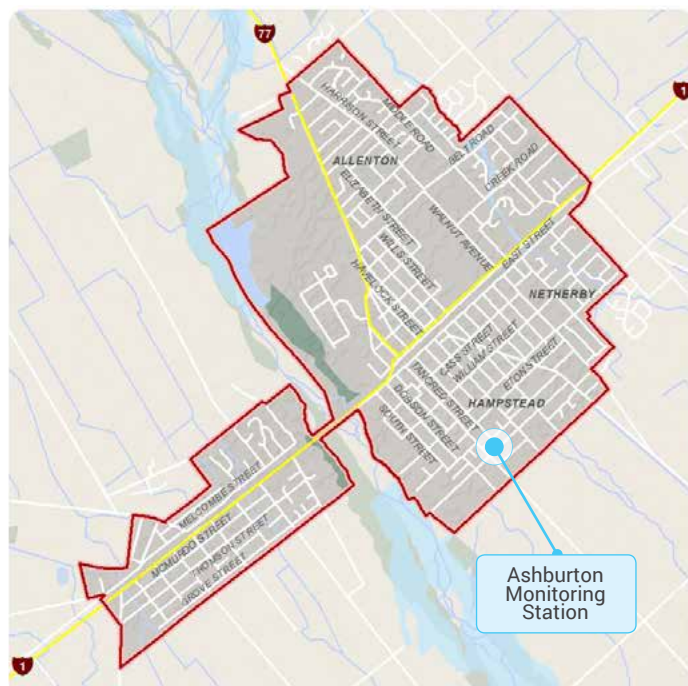 77
1
HARRISON STREET
MIDDLE ROAD
BELT ROAD
CREEK ROAD
ALLENTON
ELIZABETH STREET
WALNUT AVENUE
WILLS STREET
EAST STREET
HAVELOCK STREET
NETHERBY
CASS STREET
WILLIAM STREET
TANCRED STREET
ETON STREET
DOBSON STREET
HAMPSTEAD
SOUTH STREET
MELCOMBE STREET
MCMURDO STREET
THOMSON STREET
GROVE STREET
Ashburton
Monitoring
Station
1